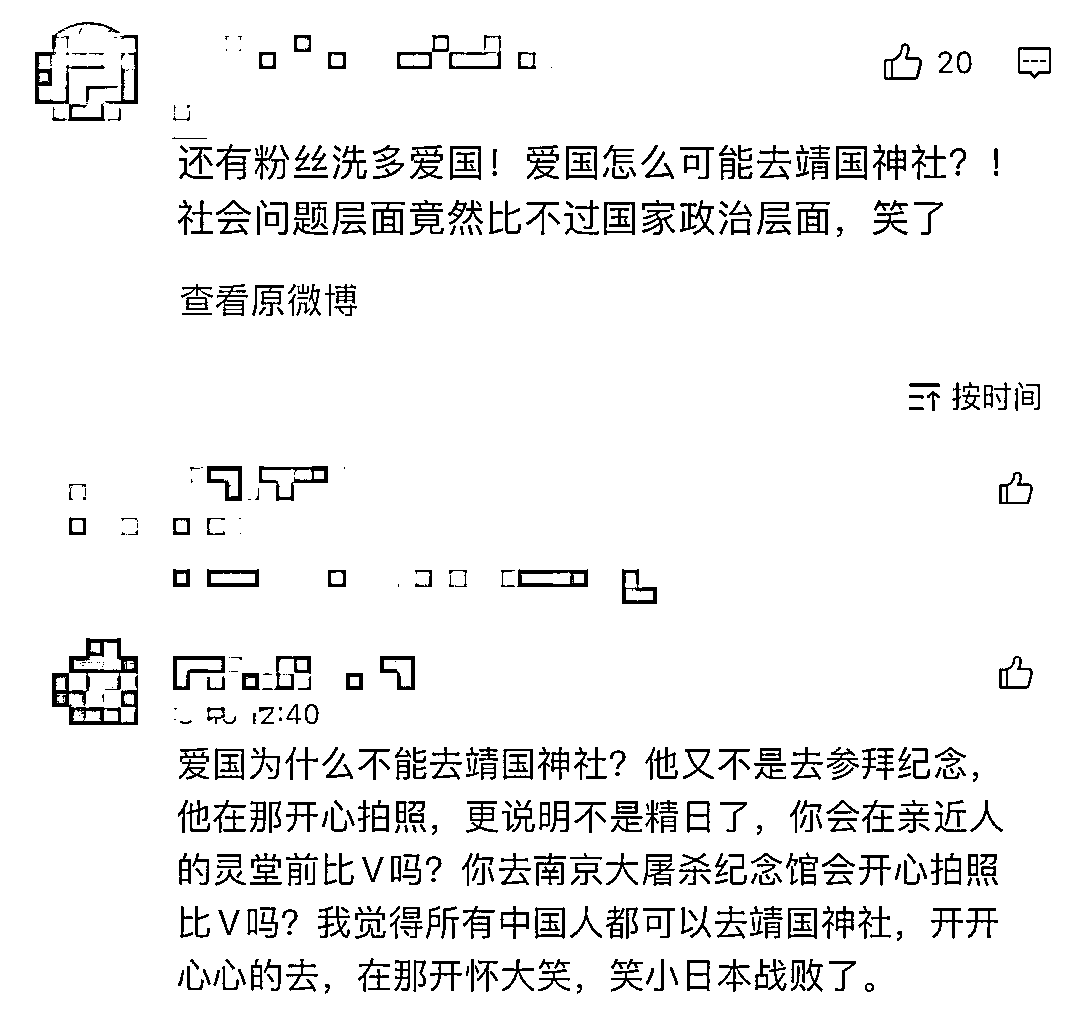 20
还有粉丝洗多爱国！爱国怎么可能去靖国神社？！
社会问题层面竟然比不过国家政治层面，笑了
查看原微博
按时间
12:40
爱国为什么不能去靖国神社？他又不是去参拜纪念，
他在那开心拍照，更说明不是精日了，你会在亲近人
的灵堂前比V吗？你去南京大屠杀纪念馆会开心拍照
比V吗？我觉得所有中国人都可以去靖国神社，开开
心心的去，在那开怀大笑，笑小日本战败了。